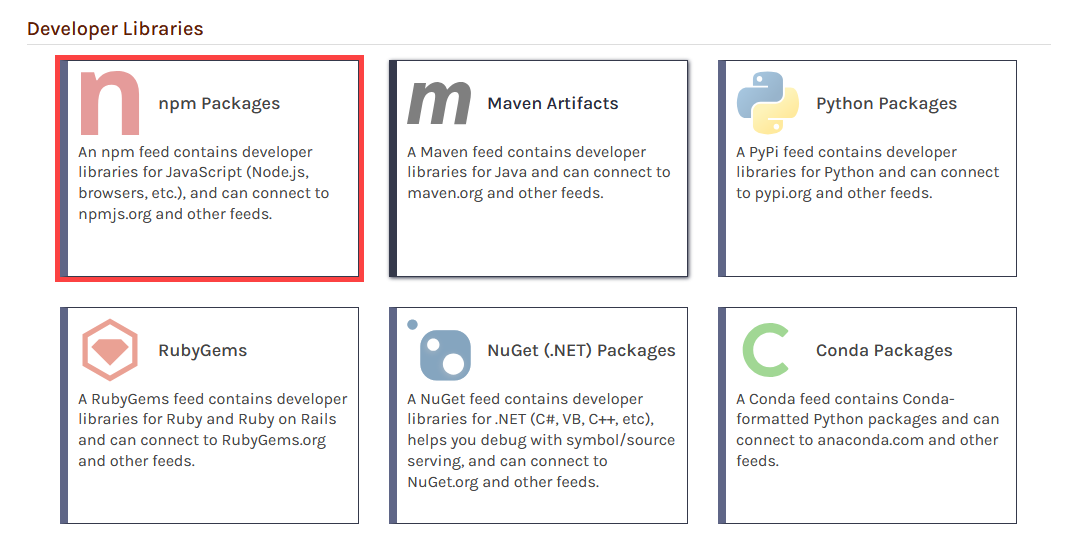 Developer Libraries
npm Packages
An npm feed contains developer
libraries for JavaScript (Node.js,
browsers, etc.), and can connect to
npmjs.org and other feeds.
Maven Artifacts
A Maven feed contains developer
libraries for Java and can connect to
maven.org and other feeds.
Python Packages
A PyPi feed contains developer
libraries for Python and can connect
to pypi.org and other feeds.
RubyGems
A RubyGems feed contains developer
libraries for Ruby and Ruby on Rails
and can connect to RubyGems.org
and other feeds.
NuGet (.NET) Packages
A NuGet feed contains developer
libraries for .NET (C#, VB, C++, etc),
helps you debug with symbol/source
serving, and can connect to
NuGet.org and other feeds.
Conda Packages
A Conda feed contains Conda-
formatted Python packages and can
connect to anaconda.com and other
feeds.